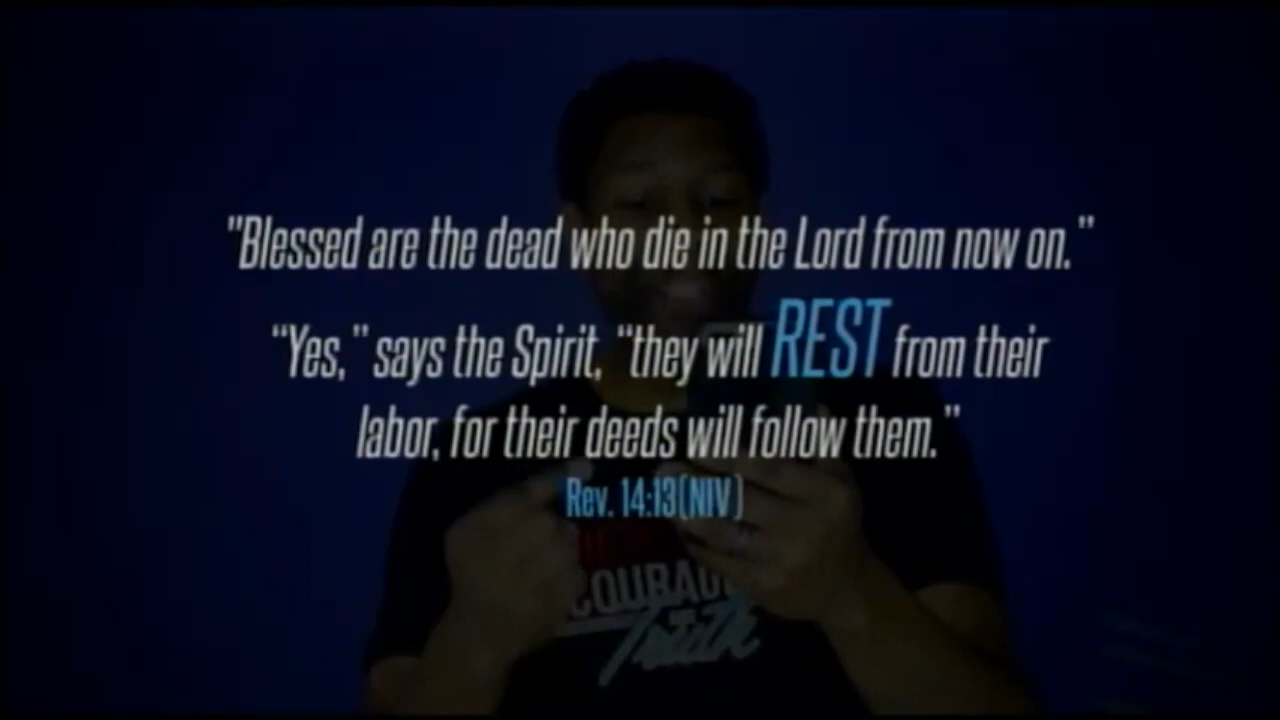 "Blessed are the dead who die in the Lord from now on."
“Yes,” says the Spirit, “they will REST from their
labor, for their deeds will follow them.”
Rev. 14:13(NIV)
Truth